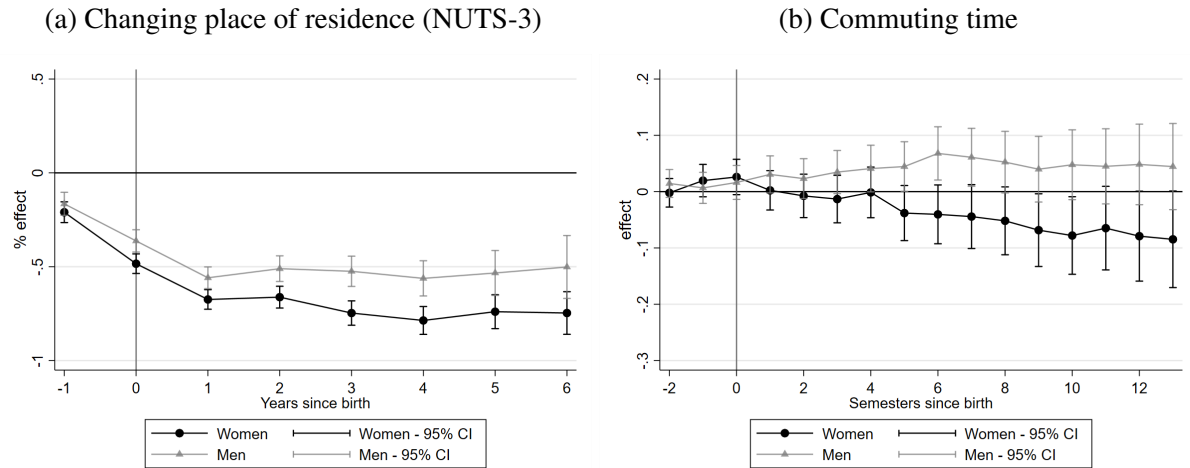 (a) Changing place of residence (NUTS-3)
% effect
.5
0
-.5
-1
-1 0 1 2 3 4 5 6
Years since birth
Women Women - 95% CI
Men Men - 95% CI
(b) Commuting time
effect
.2
.1
0
-.1
-.2
-.3
-2 0 2 4 6 8 10 12
Semesters since birth
Women Women - 95% CI
Men Men - 95% CI